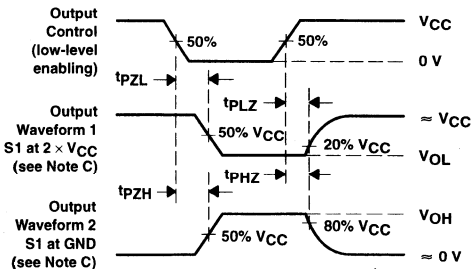 Output
Control
(low-level
enabling)
50%
50%
VCC
0 V
tPZL
tPLZ
Output
Waveform 1
S1 at 2 × VCC
(see Note C)
50% VCC
20% VCC
≈ VCC
VOL
tPZH
tPHZ
Output
Waveform 2
S1 at GND
(see Note C)
50% VCC
80% VCC
VOH
≈ 0 V